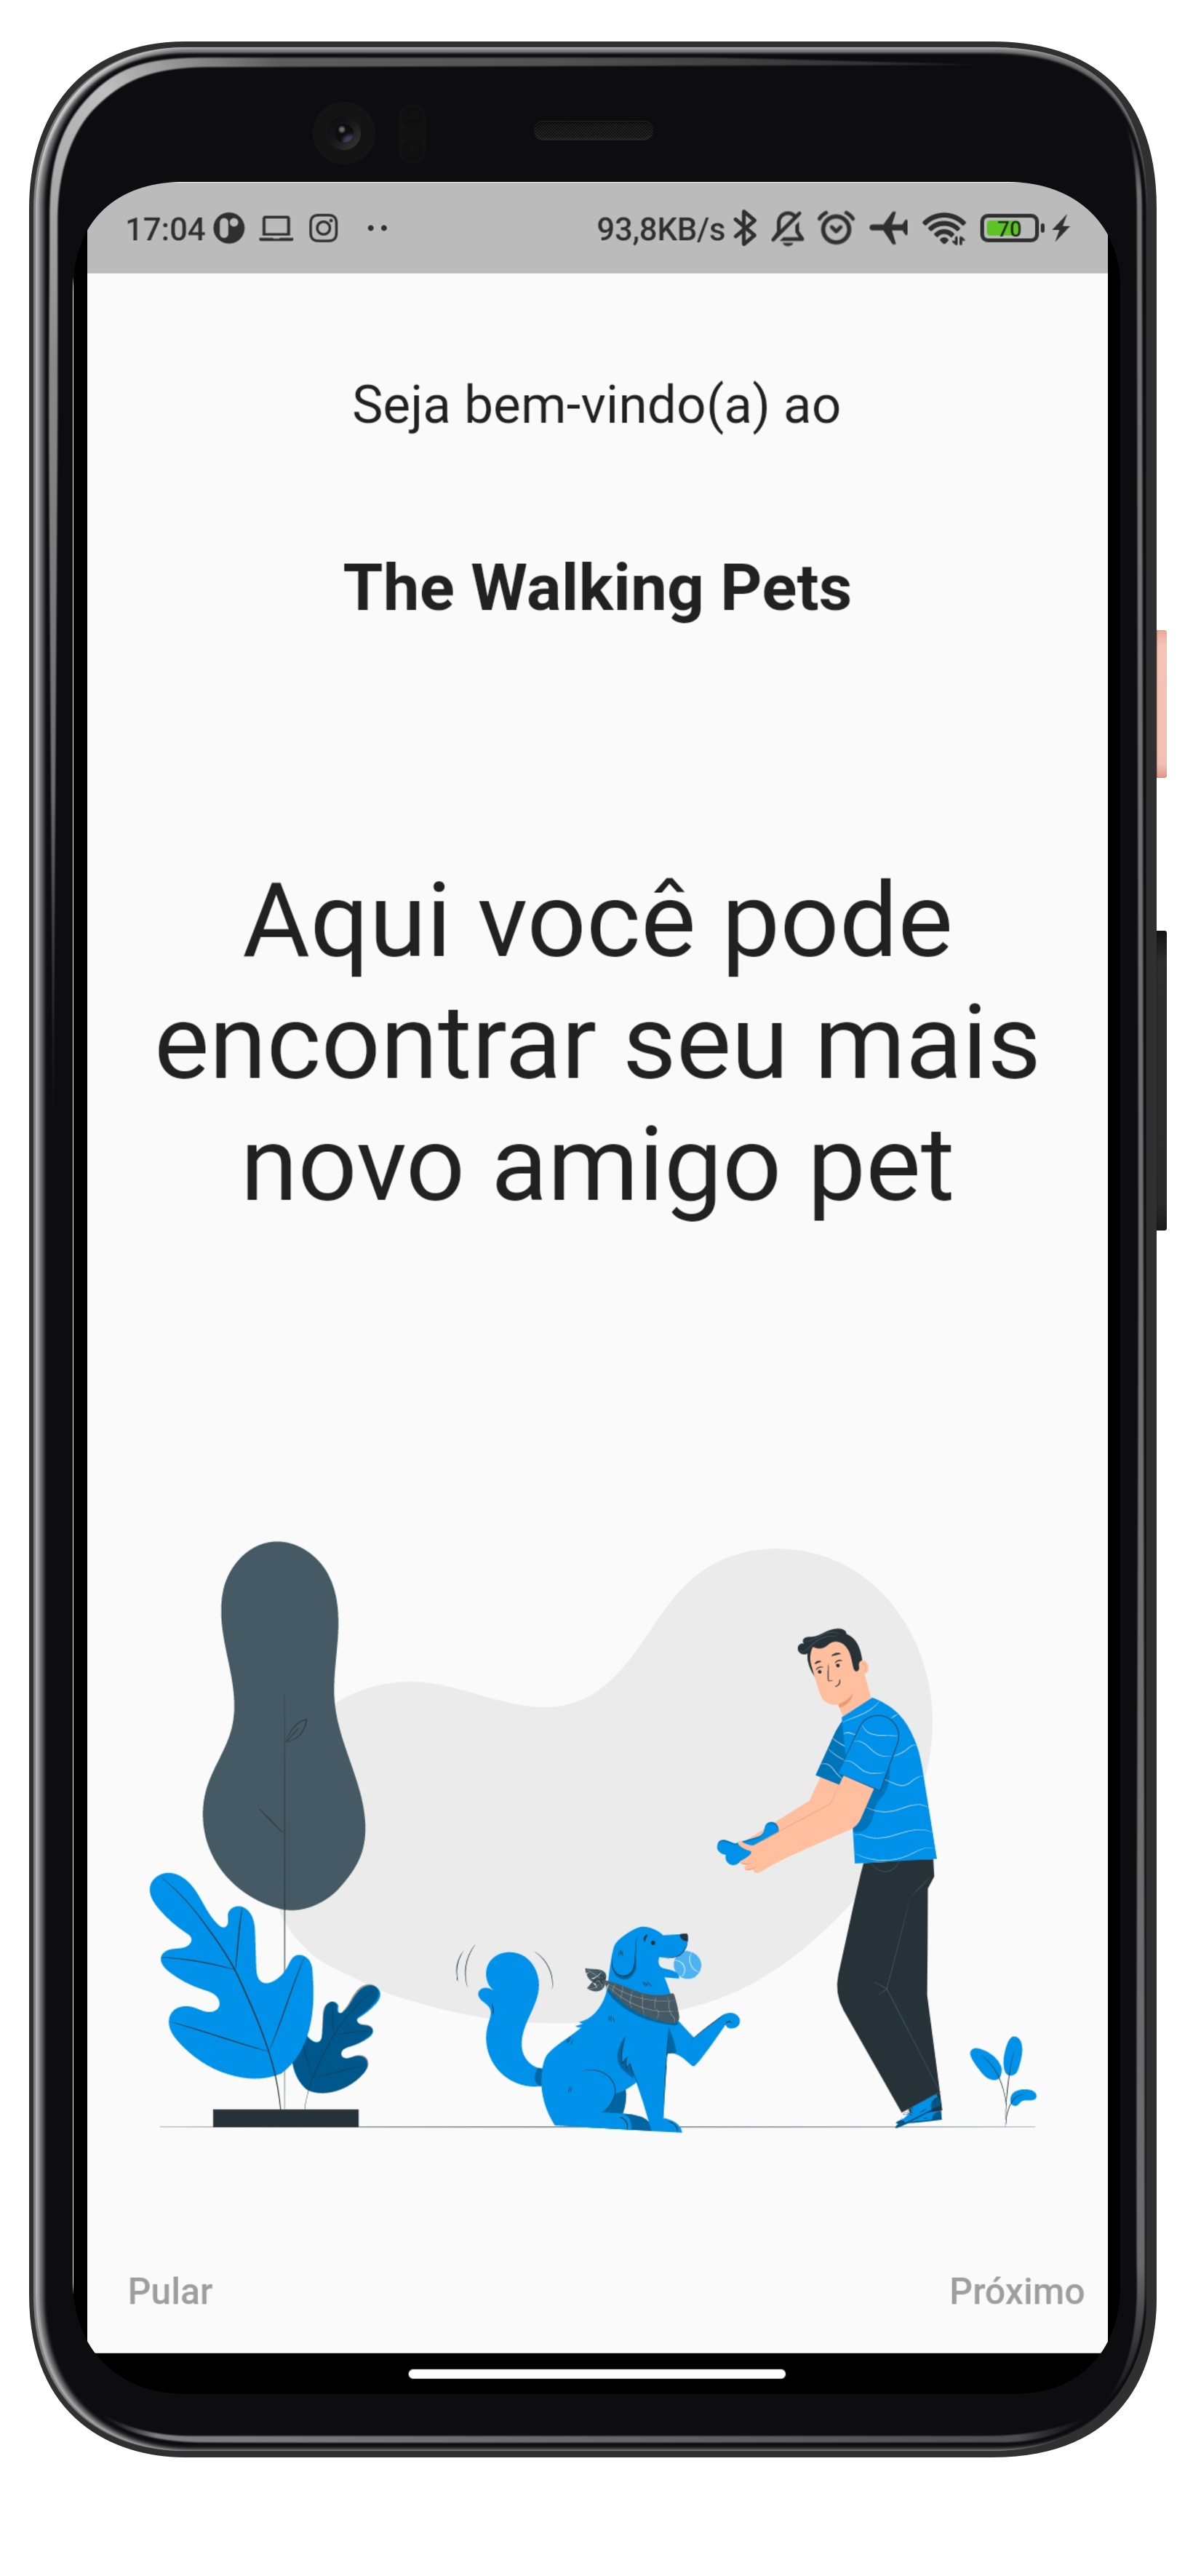 17:04 93,8KB/s 70
Seja bem-vindo(a) ao
The Walking Pets
Aqui você pode
encontrar seu mais
novo amigo pet
Pular Próximo